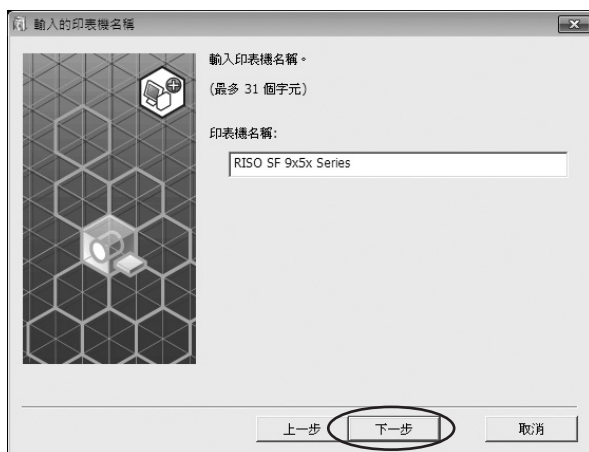 輸入的印表機名稱
輸入印表機名稱。
(最多 31 個字元)
印表機名稱:
RISO SF 9x5x Series
上一步
下一步
取消